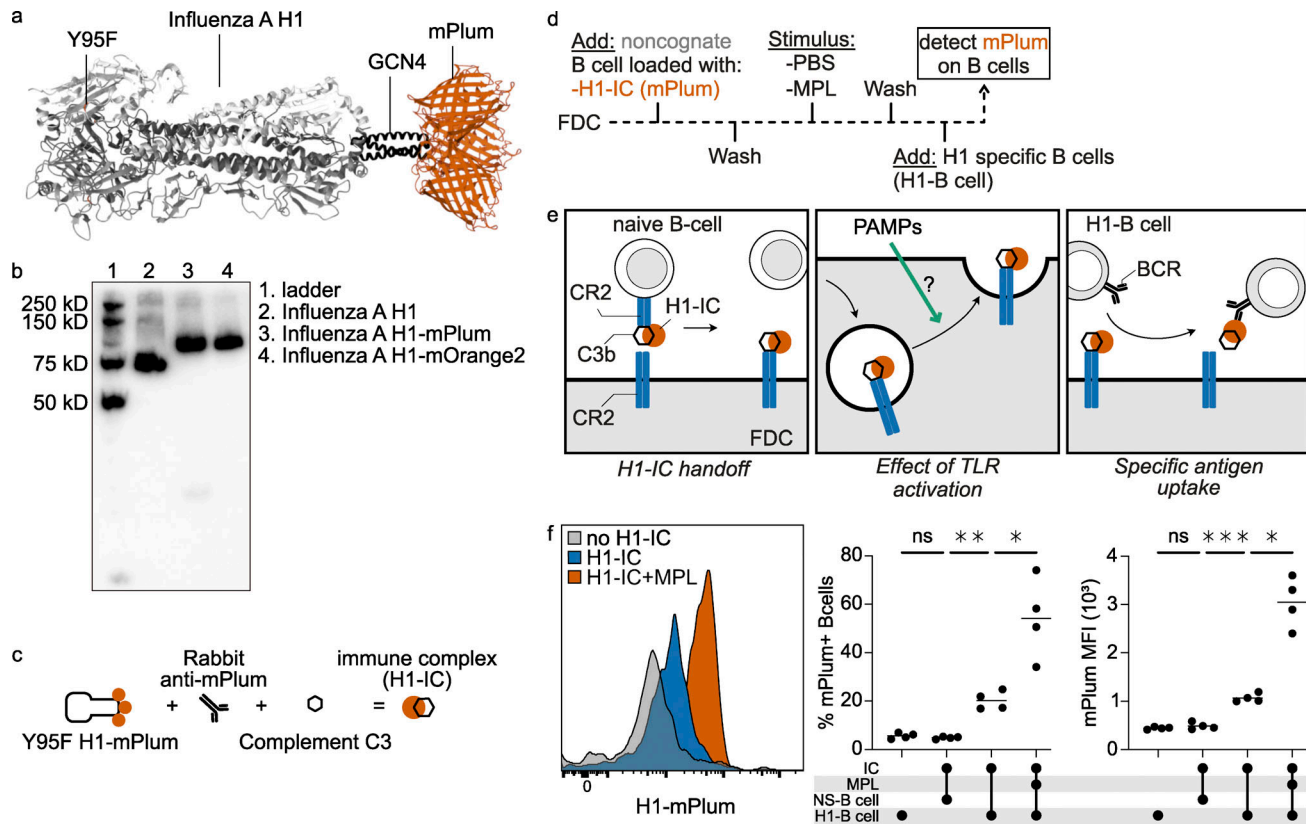 a
Influenza A H1
Y95F
GCN4
mPlum
b
1 2 3 4
250 kD
150 kD
75 kD
50 kD
1. ladder
2. Influenza A H1
3. Influenza A H1-mPlum
4. Influenza A H1-mOrange2
c
Y95F H1-mPlum
+
Rabbit
anti-mPlum
+
Complement C3
=
immune complex
(H1-IC)
d
Add: noncognate
B cell loaded with:
-H1-IC (mPlum)
Stimulus:
-PBS
-MPL
Wash
detect mPlum
on B cells
FDC
Wash
Add: H1 specific B cells
(H1-B cell)
e
naive B-cell
CR2
H1-IC
C3b
CR2
FDC
H1-IC handoff
PAMPs
?
Effect of TLR
activation
H1-B cell
BCR
Specific antigen
uptake
f
no H1-IC
H1-IC
H1-IC+MPL
0
H1-mPlum
ns ** *
% mPlum+ Bcells
80
60
40
20
0
IC
MPL
NS-B cell
H1-B cell
ns *** *
mPlum MFI (10³)
4
3
2
1
0